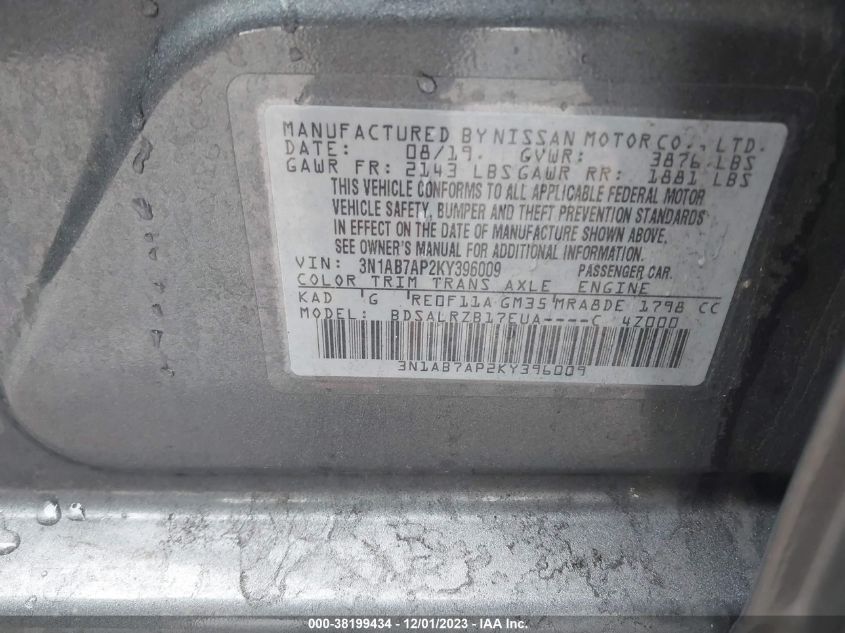 MANUFACTURED BY NISSAN MOTOR CO., LTD.
DATE: 08/19. GVWR: 3876 LBS
GAWR FR: 2143 LBS GAWR RR: 1881 LBS
THIS VEHICLE CONFORMS TO ALL APPLICABLE FEDERAL MOTOR
VEHICLE SAFETY, BUMPER AND THEFT PREVENTION STANDARDS
IN EFFECT ON THE DATE OF MANUFACTURE SHOWN ABOVE.
SEE OWNER'S MANUAL FOR ADDITIONAL INFORMATION.
VIN: 3N1AB7AP2KY396009 PASSENGER CAR.
COLOR TRIM TRANS AXLE ENGINE
KAD G RE0F11A GM35 MRA8DE 1798 CC
MODEL: BDSALRZB17EUA----C 4Z000
3N1AB7AP2KY396009
000-38199434 - 12/01/2023 - IAAI.COM